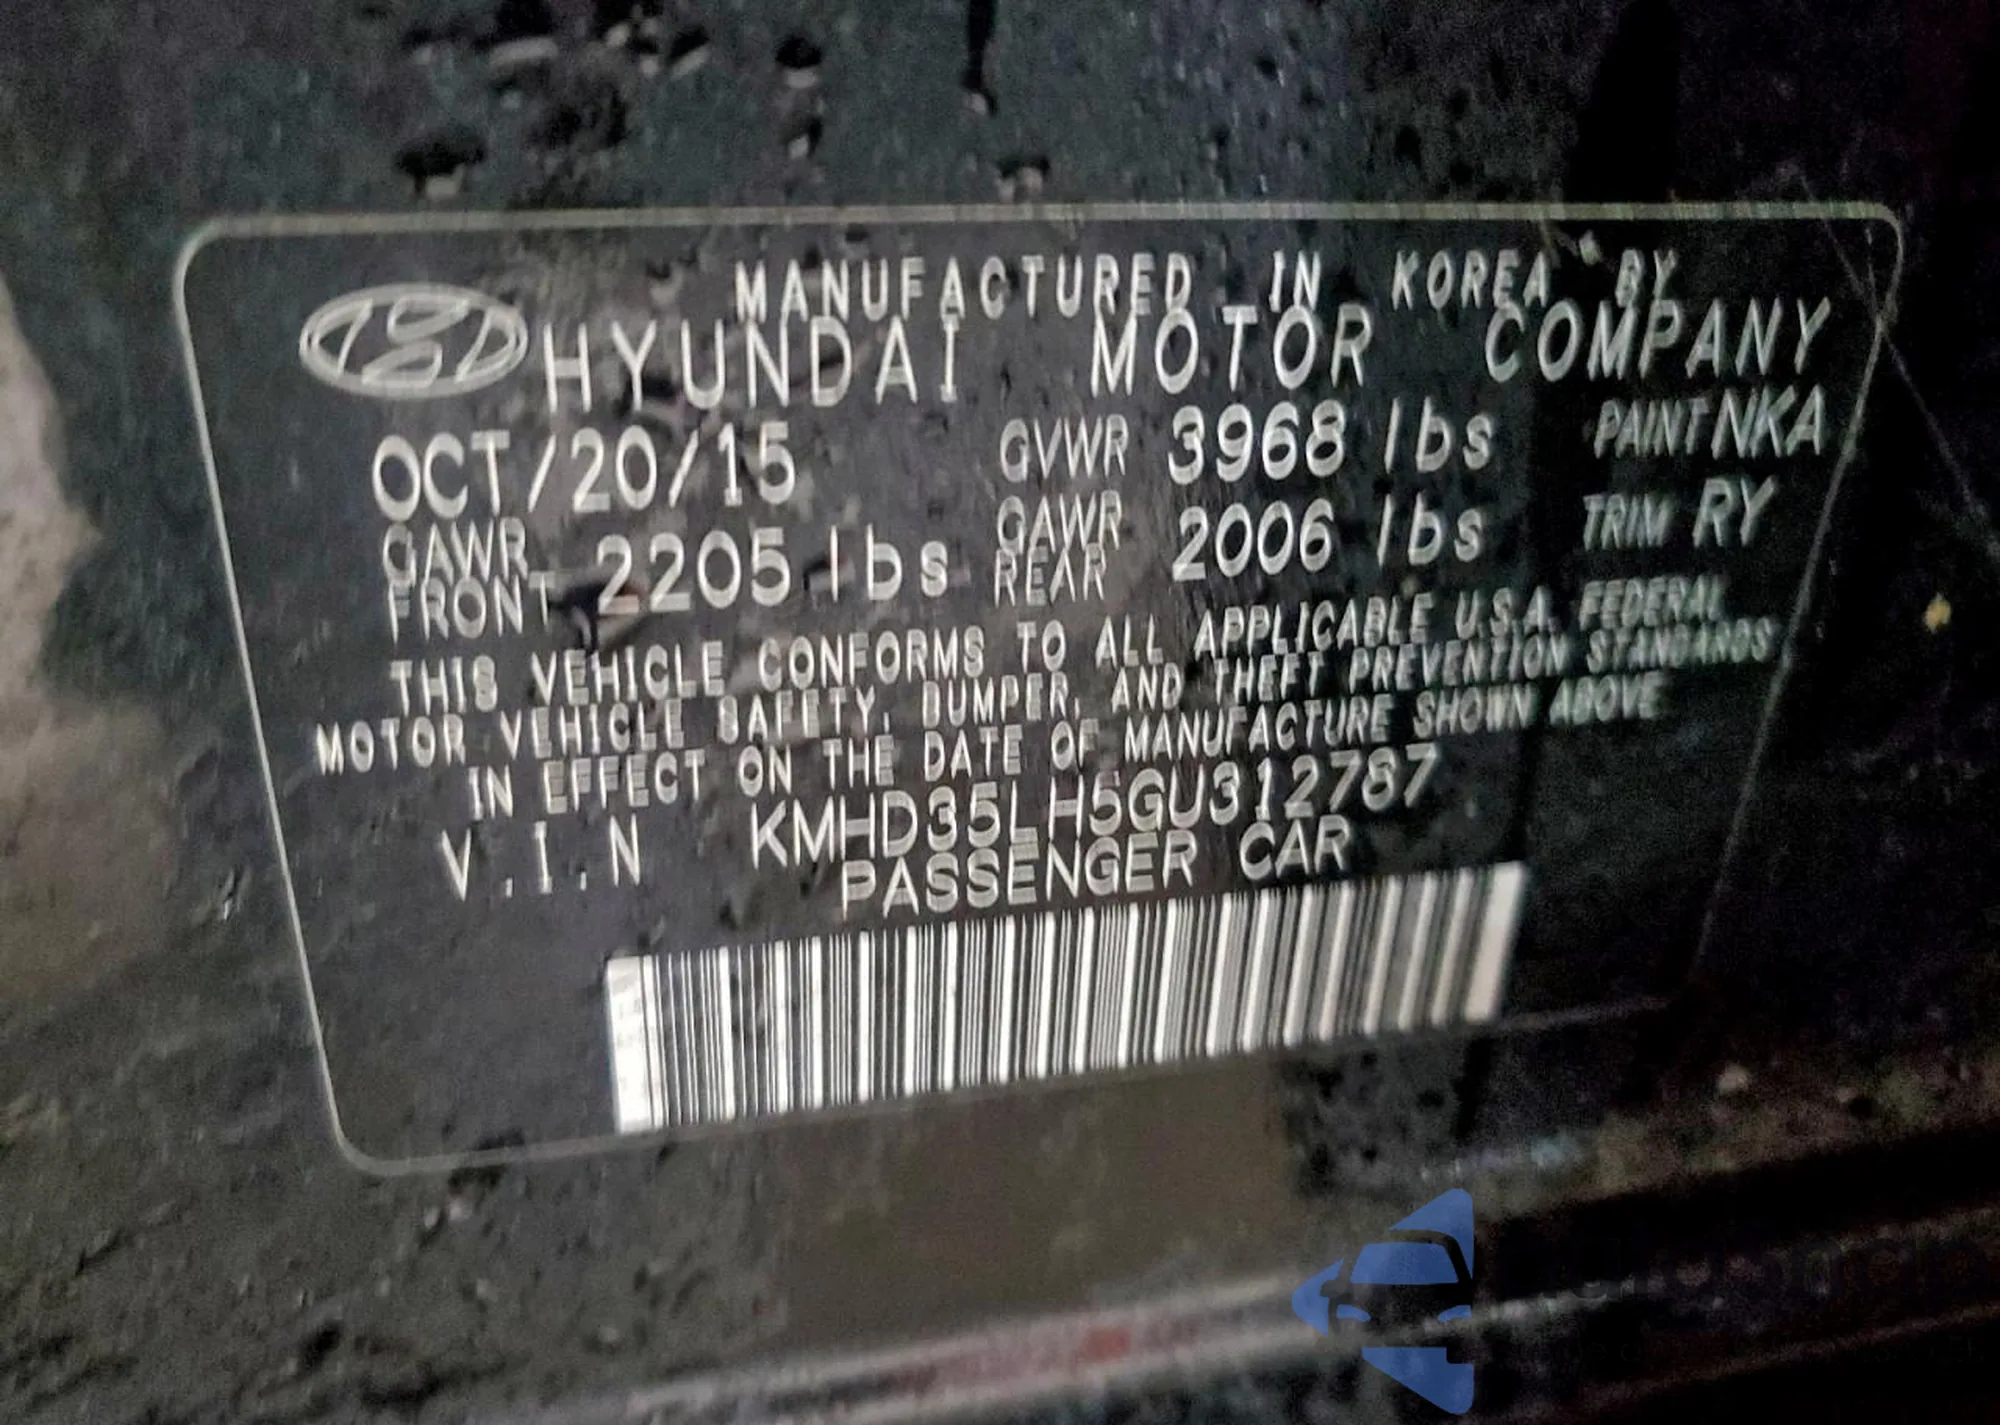 MANUFACTURED IN KOREA BY
HYUNDAI MOTOR COMPANY
OCT/20/15 GVWR 3968 lbs PAINT NKA
GAWR FRONT 2205 lbs GAWR REAR 2006 lbs TRIM RY
THIS VEHICLE CONFORMS TO ALL APPLICABLE U.S.A. FEDERAL
MOTOR VEHICLE SAFETY, BUMPER, AND THEFT PREVENTION STANDARDS
IN EFFECT ON THE DATE OF MANUFACTURE SHOWN ABOVE
V.I.N KMHD35LH5GU312787
PASSENGER CAR